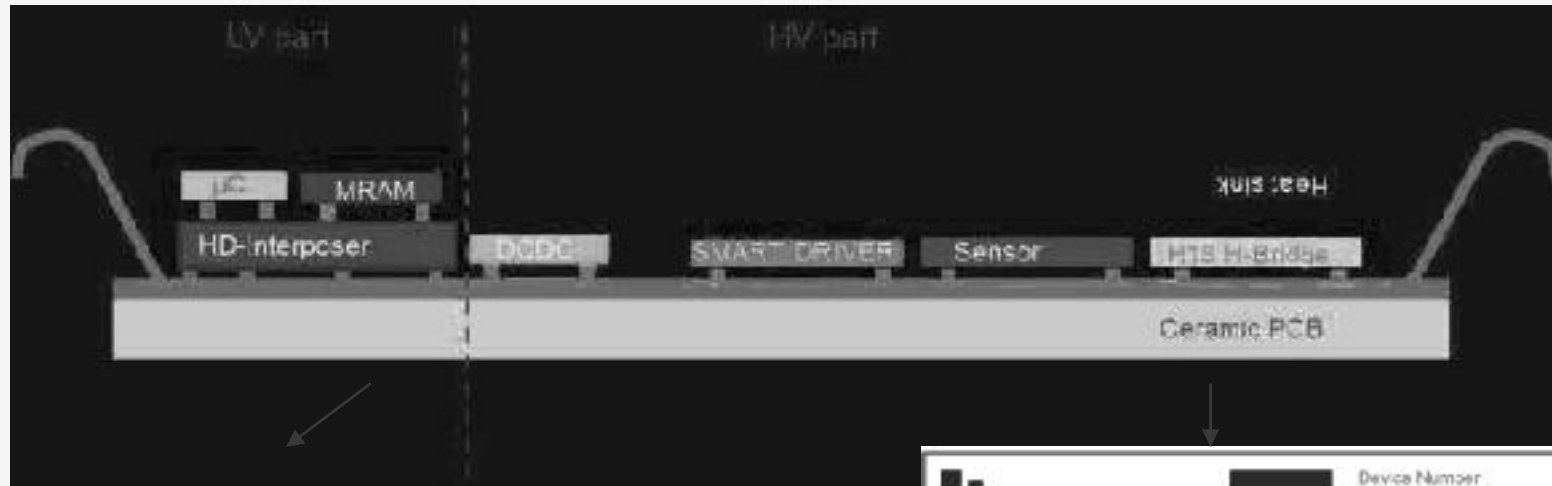 LV part
HV part
µC
MRAM
Heat sink
HD-Interposer
DCDC
SMART DRIVER
Sensor
HTS H-Bridge
Ceramic PCB
Device Number